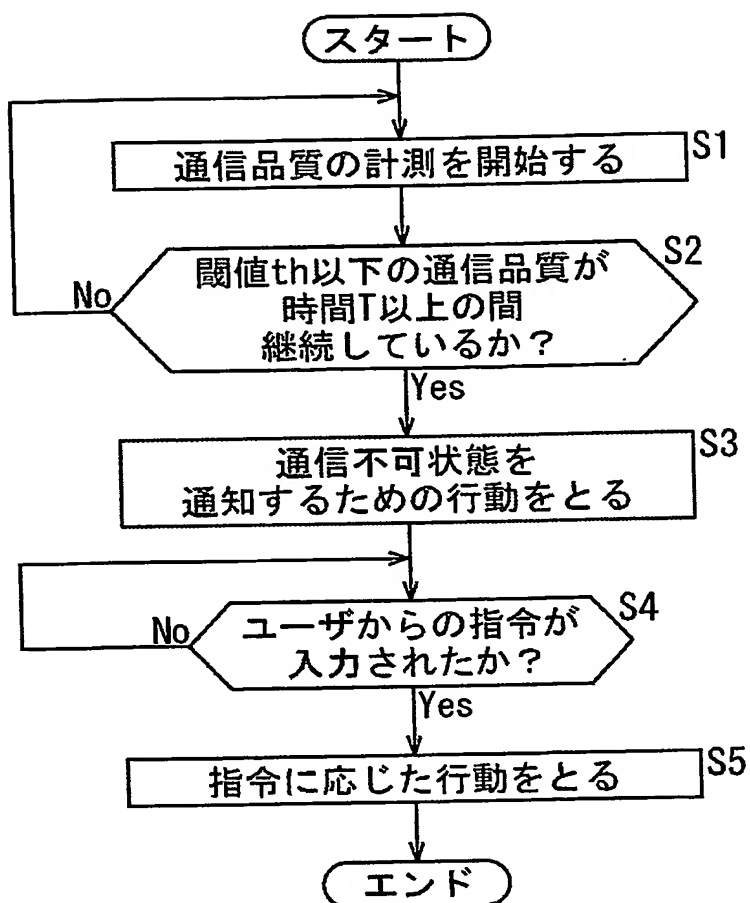 スタート
通信品質の計測を開始する
S1
閾値th以下の通信品質が
時間T以上の間
継続しているか？
S2
No
Yes
通信不可状態を
通知するための行動をとる
S3
ユーザからの指令が
入力されたか？
S4
No
Yes
指令に応じた行動をとる
S5
エンド